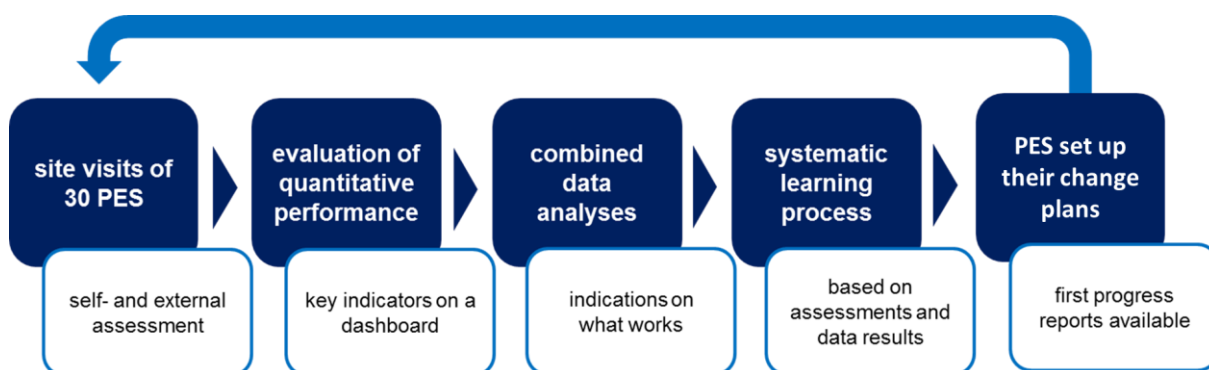 site visits of
30 PES
self- and external
assessment
evaluation of
quantitative
performance
key indicators on a
dashboard
combined
data
analyses
indications on
what works
systematic
learning
process
based on
assessments and
data results
PES set up
their change
plans
first progress
reports available